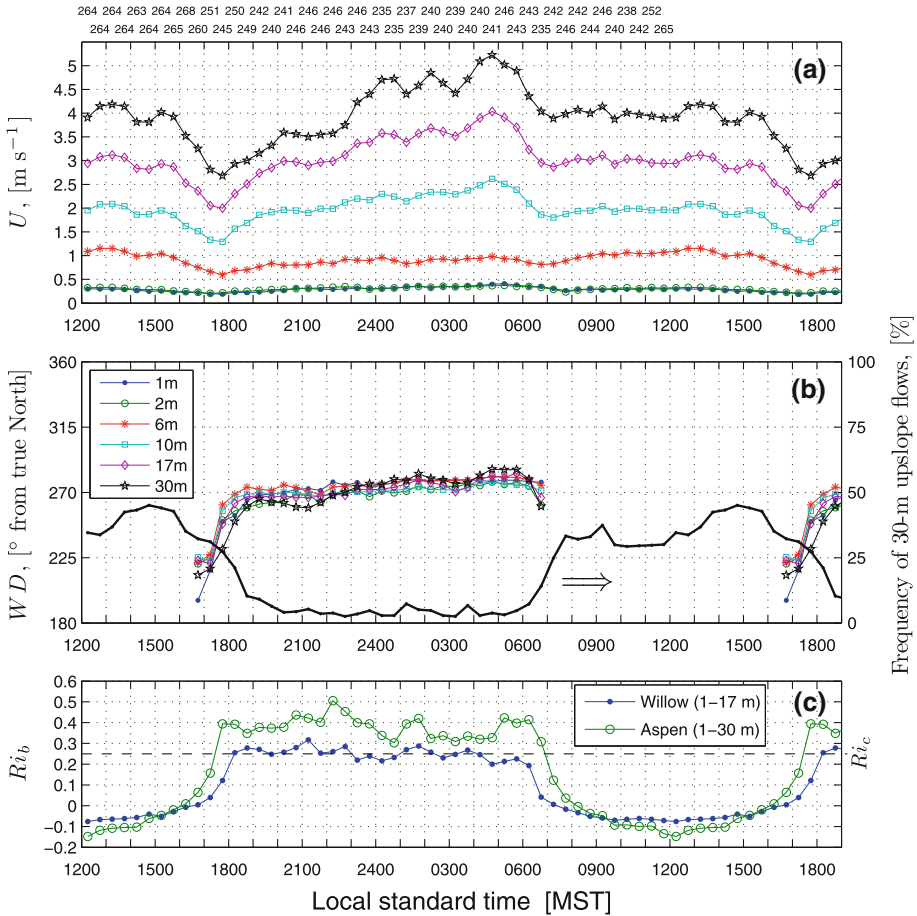 264 264 263 264 268 251 250 242 241 246 246 246 235 237 240 239 240 241 243 242 242 246 238 252
264 264 264 265 260 245 249 240 242 246 246 235 239 240 240 246 235 246 240 242 265
(a)
U, [m s⁻¹]
5
4.5
4
3.5
3
2.5
2
1.5
1
0.5
0
1200 1500 1800 2100 2400 0300 0600 0900 1200 1500 1800
(b)
WD, [° from true North]
360
315
270
225
180
1m
2m
6m
10m
17m
30m
100
75
50
25
0
Frequency of 30-m upslope flows, [%]
1200 1500 1800 2100 2400 0300 0600 0900 1200 1500 1800
(c)
Ri_b
0.6
0.5
0.4
0.3
0.2
0.1
0
−0.1
−0.2
Willow (1–17 m)
Aspen (1–30 m)
Ri_c
1200 1500 1800 2100 2400 0300 0600 0900 1200 1500 1800
Local standard time [MST]